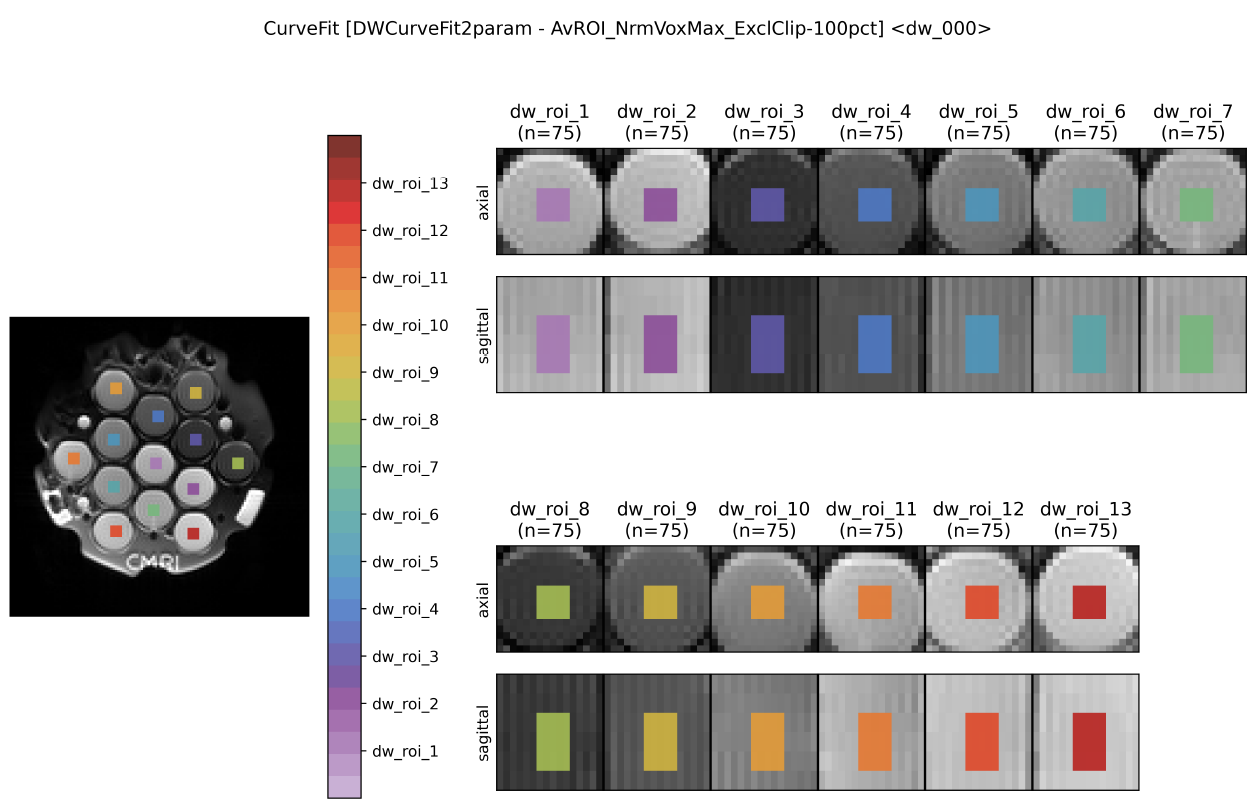 CurveFit [DWCurveFit2param - AvROI_NrmVoxMax_ExclClip-100pct] <dw_000>
dw_roi_1 dw_roi_2 dw_roi_3 dw_roi_4 dw_roi_5 dw_roi_6 dw_roi_7
(n=75) (n=75) (n=75) (n=75) (n=75) (n=75) (n=75)
axial
sagittal
dw_roi_13
dw_roi_12
dw_roi_11
dw_roi_10
dw_roi_9
dw_roi_8
dw_roi_7
dw_roi_6
dw_roi_5
dw_roi_4
dw_roi_3
dw_roi_2
dw_roi_1
CMRI
dw_roi_8 dw_roi_9 dw_roi_10 dw_roi_11 dw_roi_12 dw_roi_13
(n=75) (n=75) (n=75) (n=75) (n=75) (n=75)
axial
sagittal